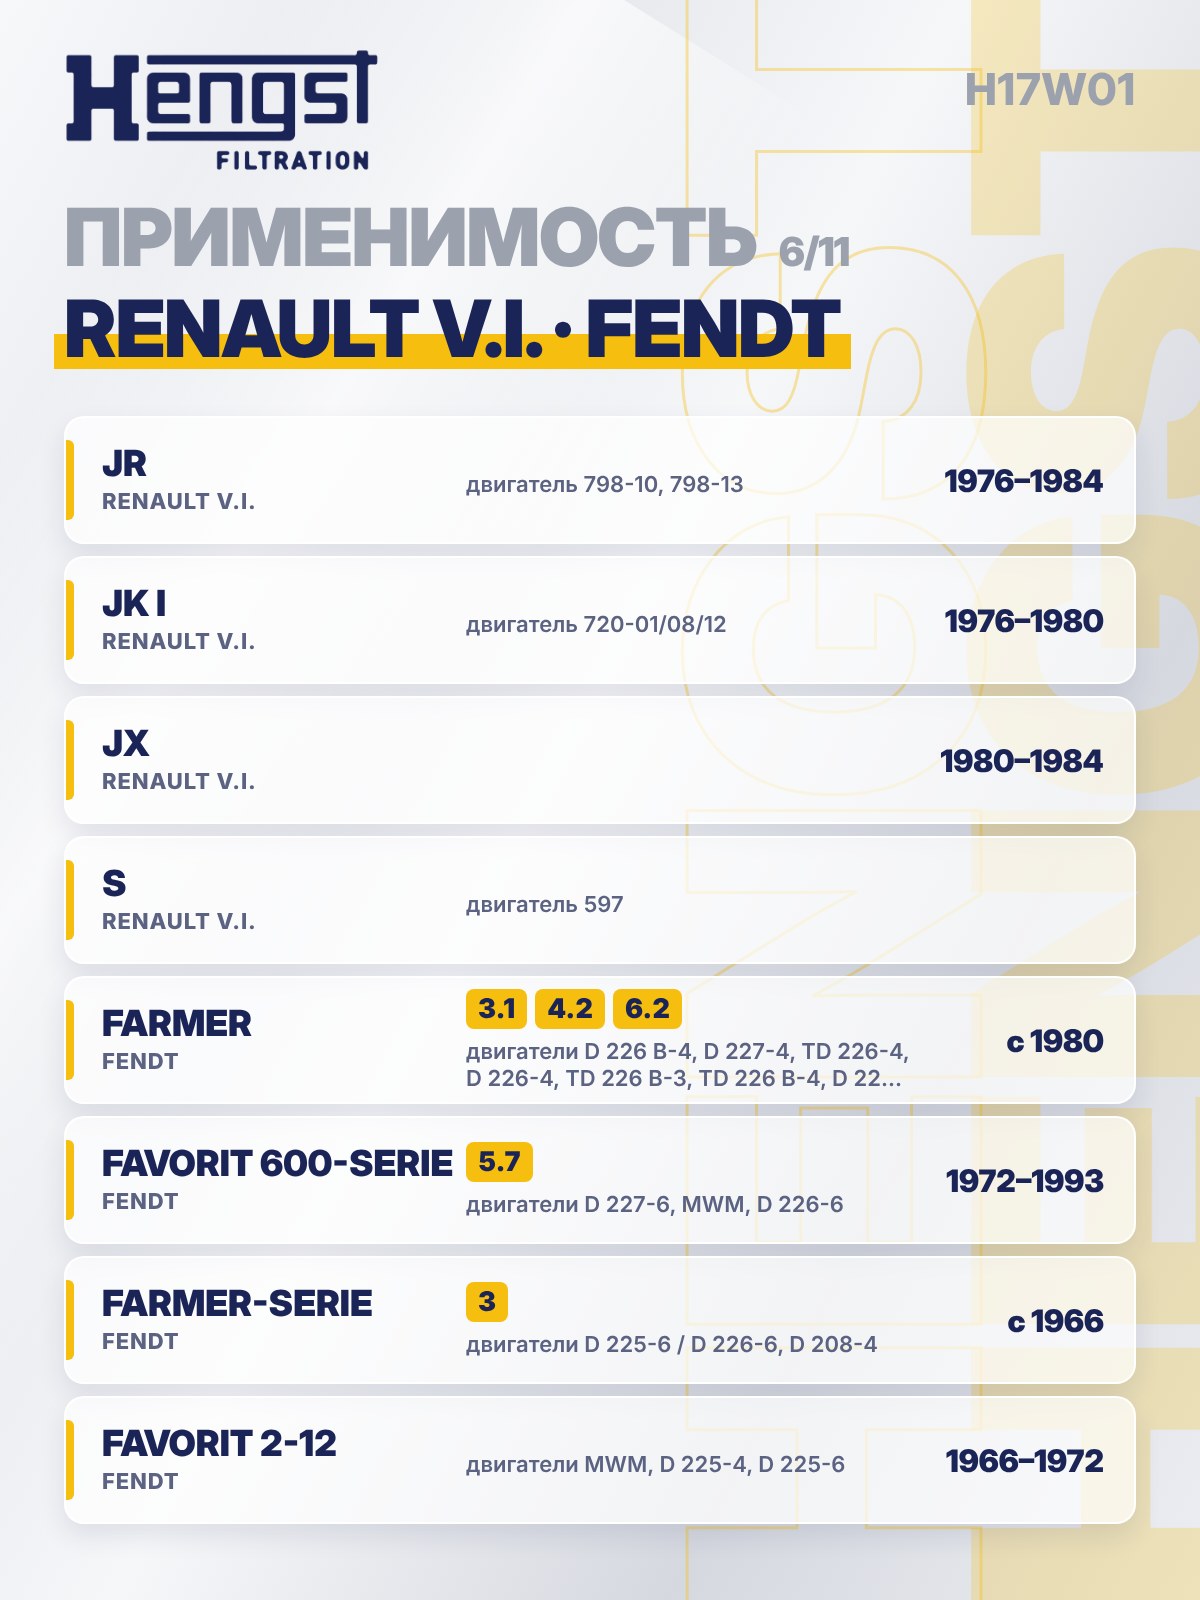 Hengst
FILTRATION
H17W01
ПРИМЕНИМОСТЬ 6/11
RENAULT V.I. · FENDT
JR
RENAULT V.I.
двигатель 798-10, 798-13
1976–1984
JK I
RENAULT V.I.
двигатель 720-01/08/12
1976–1980
JX
RENAULT V.I.
1980–1984
S
RENAULT V.I.
двигатель 597
FARMER
FENDT
3.1 4.2 6.2
двигатели D 226 B-4, D 227-4, TD 226-4,
D 226-4, TD 226 B-3, TD 226 B-4, D 22...
с 1980
FAVORIT 600-SERIE
FENDT
5.7
двигатели D 227-6, MWM, D 226-6
1972–1993
FARMER-SERIE
FENDT
3
двигатели D 225-6 / D 226-6, D 208-4
с 1966
FAVORIT 2-12
FENDT
двигатели MWM, D 225-4, D 225-6
1966–1972
HENGST
HENGST